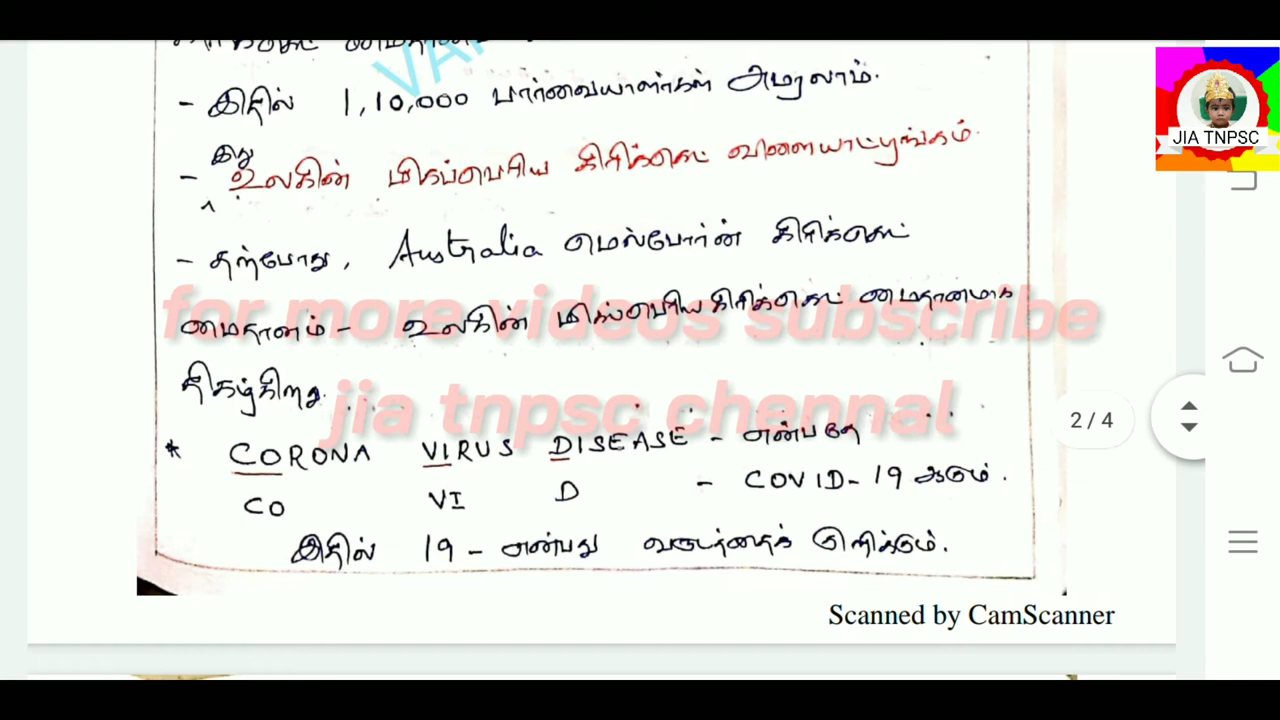 VA
- இதில் 1,10,000 பார்வையாளர்கள் அமரலாம்.
இது
- உலகின் மிகப்பெரிய கிரிக்கெட் விளையாட்டரங்கம்.
- தற்போது, Australia மெல்போர்ன் கிரிக்கெட்
மைதானம் - உலகின் மிகப்பெரிய கிரிக்கெட் மைதானமாக
திகழ்கிறது.
* CORONA VIRUS DISEASE - என்பதே
CO VI D - COVID-19 ஆகும்.
இதில் 19 - என்பது வருடத்தைக் குறிக்கும்.
for more videos subscribe
jia tnpsc chennal
JIA TNPSC
2/4
Scanned by CamScanner